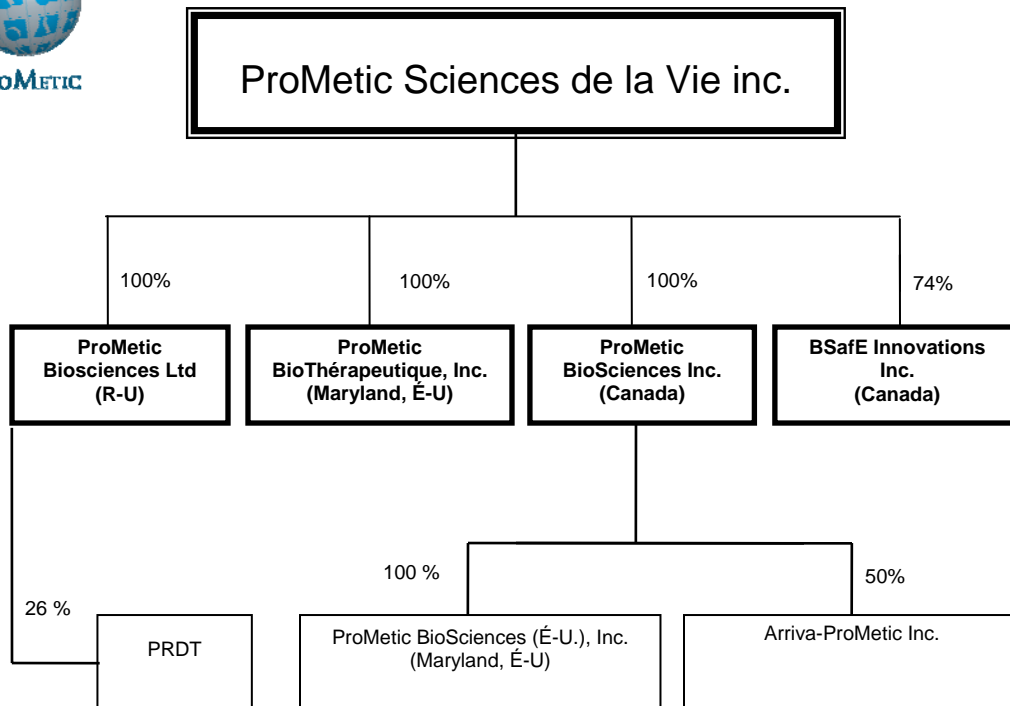 ProMetic Sciences de la Vie inc.
100%
100%
100%
74%
ProMetic
Biosciences Ltd
(R-U)
ProMetic
BioThérapeutique, Inc.
(Maryland, É-U)
ProMetic
BioSciences Inc.
(Canada)
BSafE Innovations
Inc.
(Canada)
100 %
50%
26 %
PRDT
ProMetic BioSciences (É-U.), Inc.
(Maryland, É-U)
Arriva-ProMetic Inc.